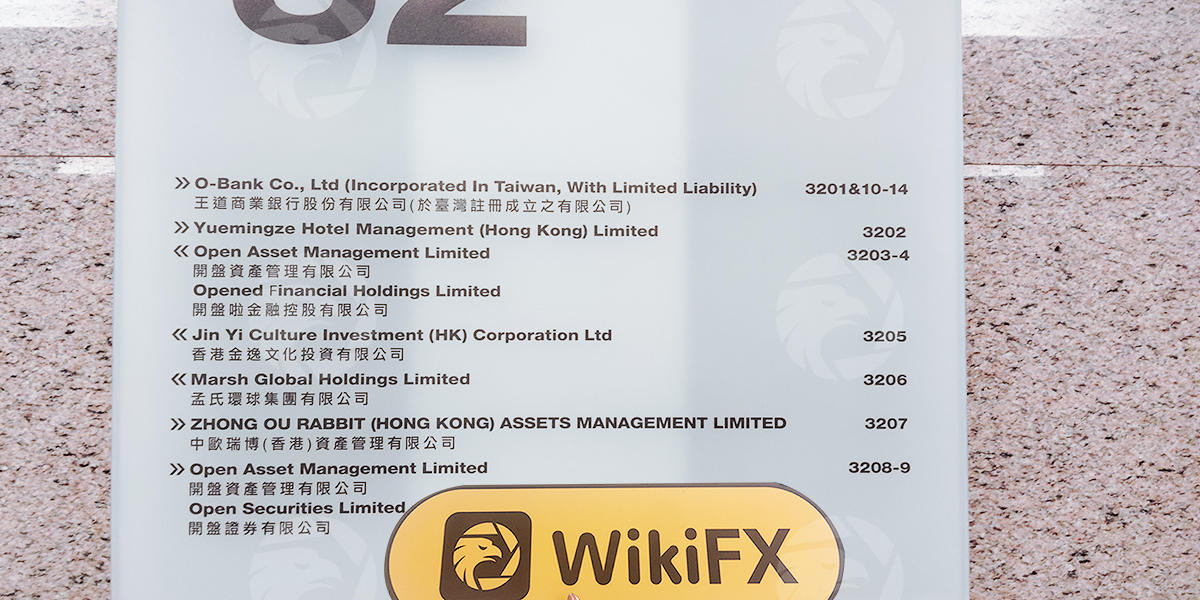 32
O-Bank Co., Ltd (Incorporated In Taiwan, With Limited Liability) 3201&10-14
王道商業銀行股份有限公司(於臺灣註冊成立之有限公司)
Yuemingze Hotel Management (Hong Kong) Limited 3202
Open Asset Management Limited 3203-4
開盤資產管理有限公司
Opened Financial Holdings Limited
開盤啦金融控股有限公司
Jin Yi Culture Investment (HK) Corporation Ltd 3205
香港金逸文化投資有限公司
Marsh Global Holdings Limited 3206
孟氏環球集團有限公司
ZHONG OU RABBIT (HONG KONG) ASSETS MANAGEMENT LIMITED 3207
中歐瑞博(香港)資產管理有限公司
Open Asset Management Limited 3208-9
開盤資產管理有限公司
Open Securities Limited
開盤證券有限公司
WikiFX